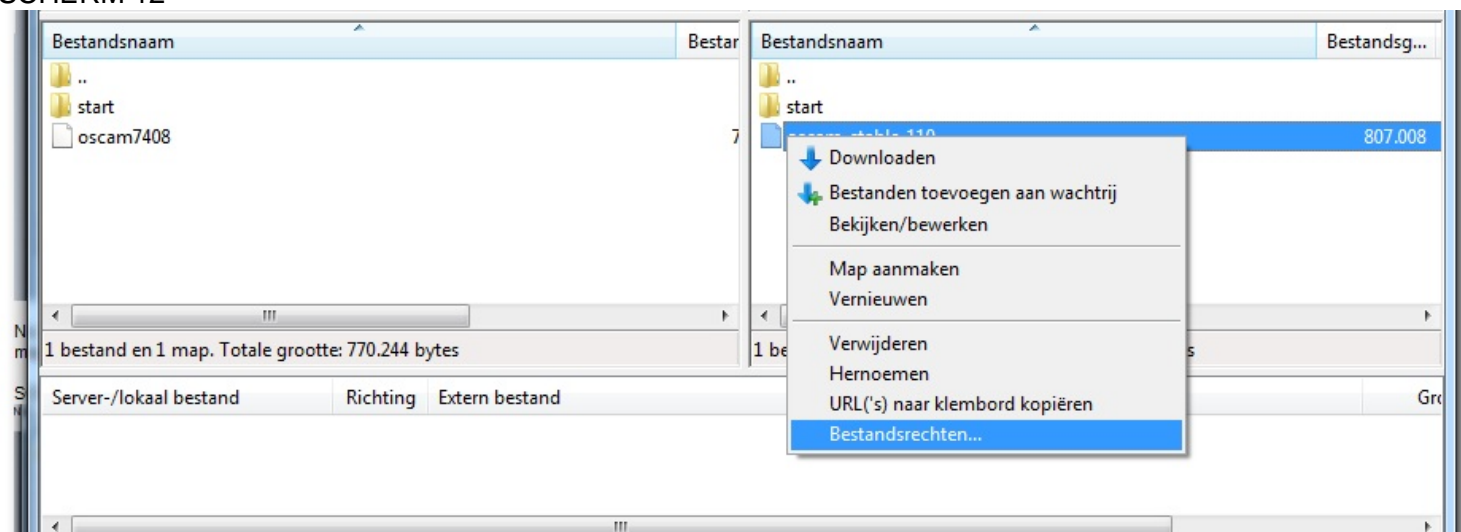 SCHERM 12
Bestandsnaam
Bestar
..
start
oscam7408
7
1 bestand en 1 map. Totale grootte: 770.244 bytes
Bestandsnaam
Bestandsg...
..
start
807.008
Downloaden
Bestanden toevoegen aan wachtrij
Bekijken/bewerken
Map aanmaken
Vernieuwen
Verwijderen
Hernoemen
URL('s) naar klembord kopiëren
Bestandsrechten...
1 be
s
Server-/lokaal bestand
Richting
Extern bestand
Gro
N
m
S